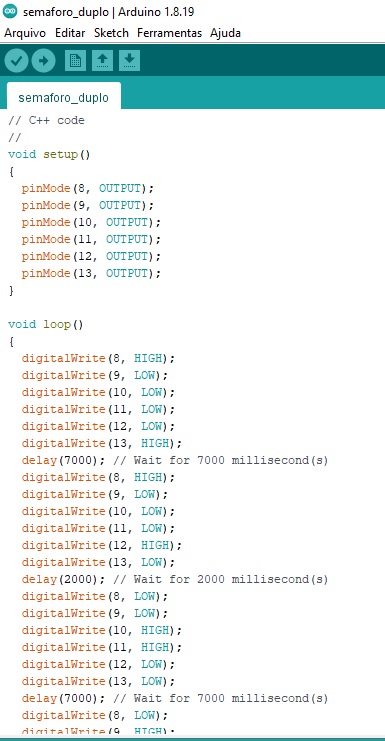 semaforo_duplo | Arduino 1.8.19
Arquivo Editar Sketch Ferramentas Ajuda
semaforo_duplo
// C++ code
//
void setup()
{
  pinMode(8, OUTPUT);
  pinMode(9, OUTPUT);
  pinMode(10, OUTPUT);
  pinMode(11, OUTPUT);
  pinMode(12, OUTPUT);
  pinMode(13, OUTPUT);
}

void loop()
{
  digitalWrite(8, HIGH);
  digitalWrite(9, LOW);
  digitalWrite(10, LOW);
  digitalWrite(11, LOW);
  digitalWrite(12, LOW);
  digitalWrite(13, HIGH);
  delay(7000); // Wait for 7000 millisecond(s)
  digitalWrite(8, HIGH);
  digitalWrite(9, LOW);
  digitalWrite(10, LOW);
  digitalWrite(11, LOW);
  digitalWrite(12, HIGH);
  digitalWrite(13, LOW);
  delay(2000); // Wait for 2000 millisecond(s)
  digitalWrite(8, LOW);
  digitalWrite(9, LOW);
  digitalWrite(10, HIGH);
  digitalWrite(11, HIGH);
  digitalWrite(12, LOW);
  digitalWrite(13, LOW);
  delay(7000); // Wait for 7000 millisecond(s)
  digitalWrite(8, LOW);
  digitalWrite(9, HIGH);